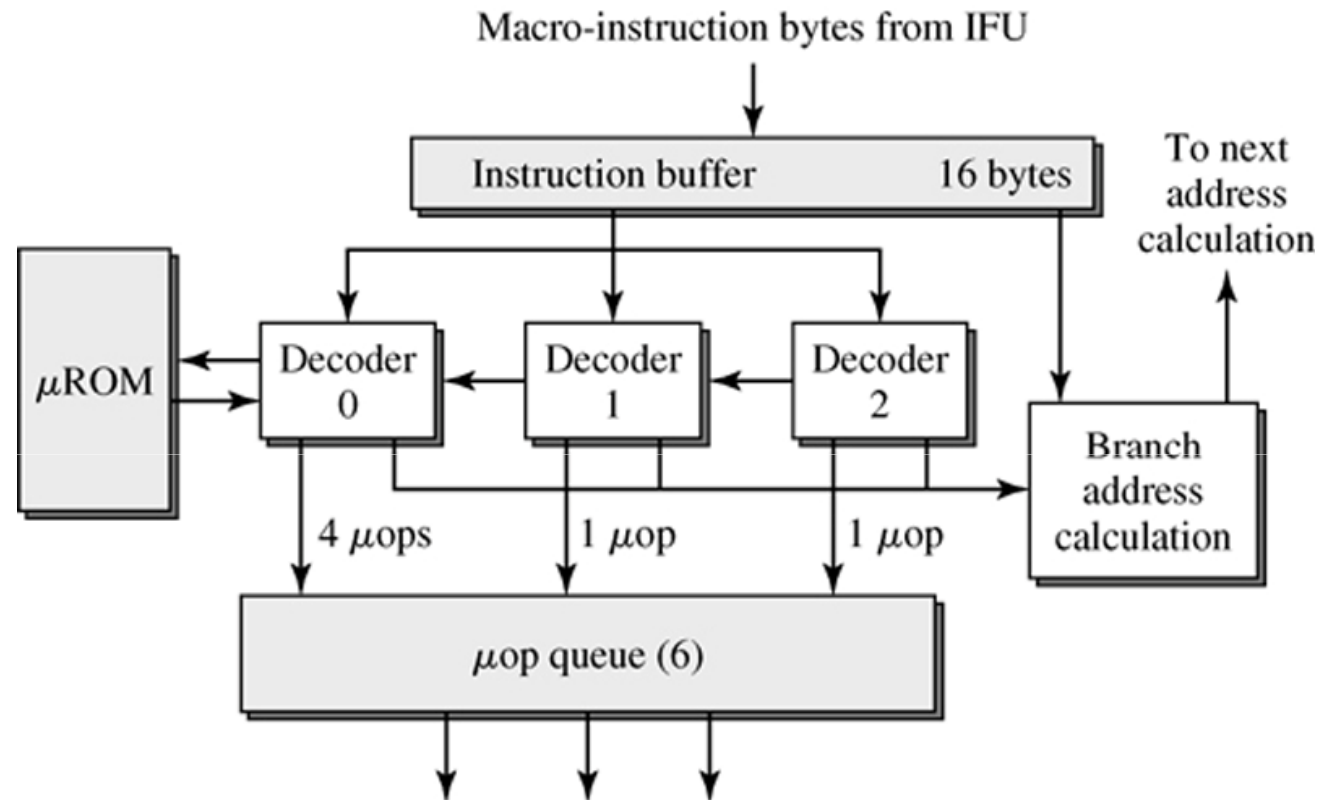 Macro-instruction bytes from IFU
Instruction buffer 16 bytes
To next
address
calculation
μROM
Decoder
0
Decoder
1
Decoder
2
Branch
address
calculation
4 μops
1 μop
1 μop
μop queue (6)